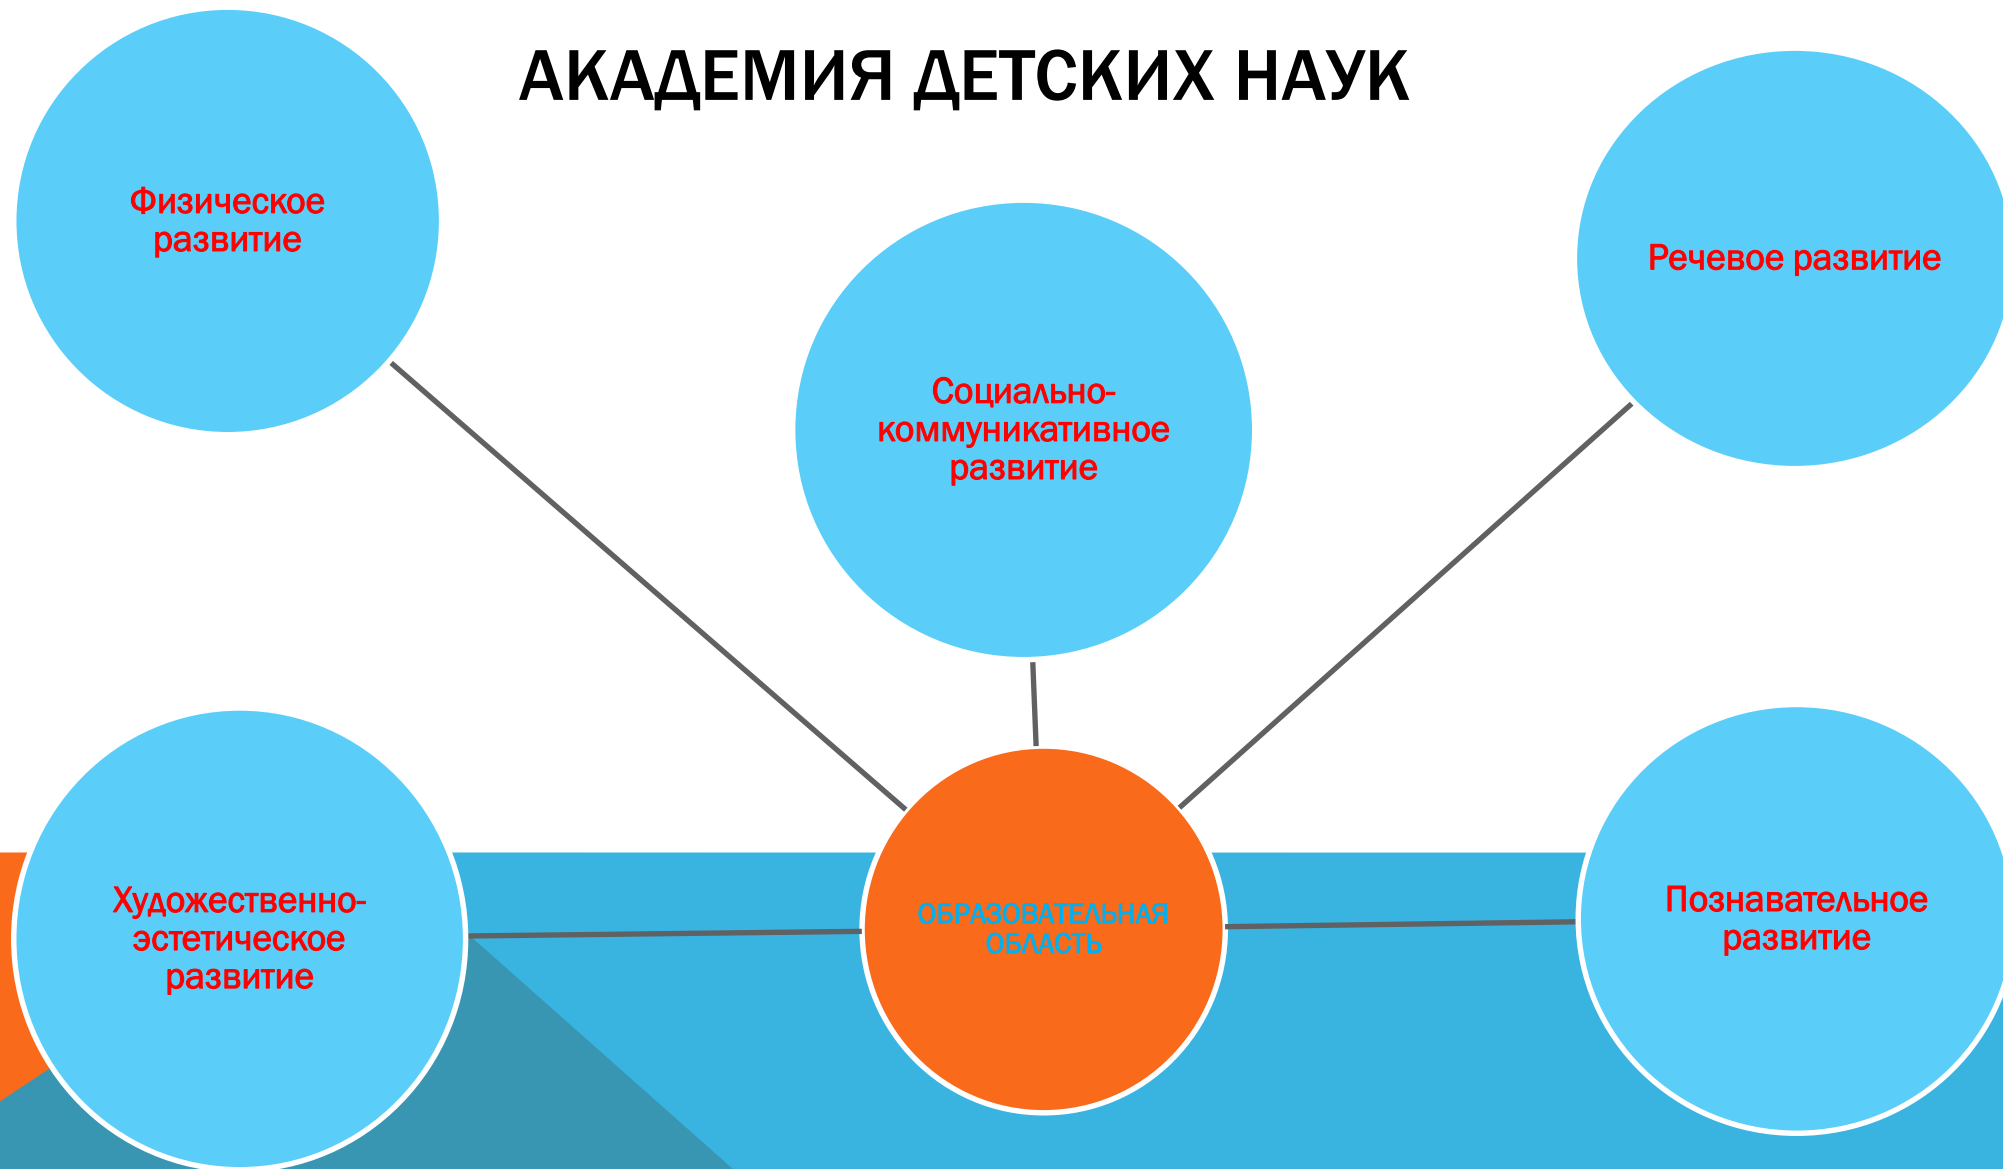 АКАДЕМИЯ ДЕТСКИХ НАУК
Физическое
развитие
Социально-
коммуникативное
развитие
Речевое развитие
Художественно-
эстетическое
развитие
ОБРАЗОВАТЕЛЬНАЯ
ОБЛАСТЬ
Познавательное
развитие